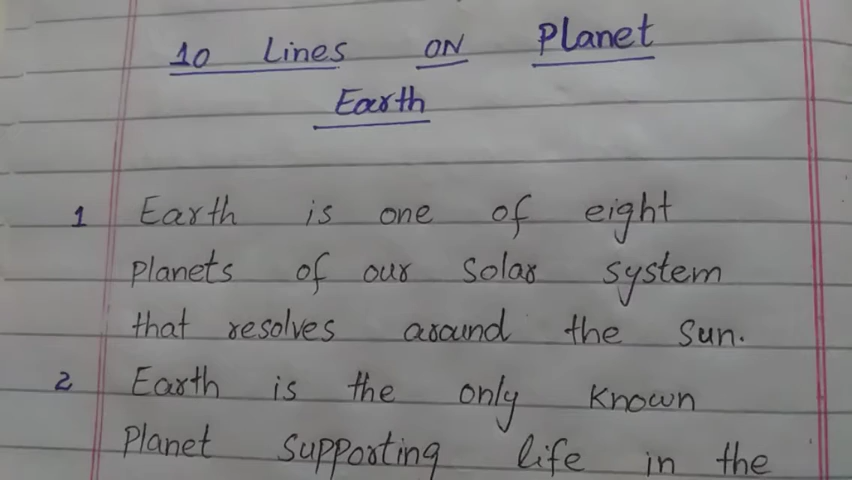 10 Lines ON Planet
Earth
1 Earth is one of eight
planets of our solar system
that resolves around the Sun.
2 Earth is the only known
Planet supporting life in the